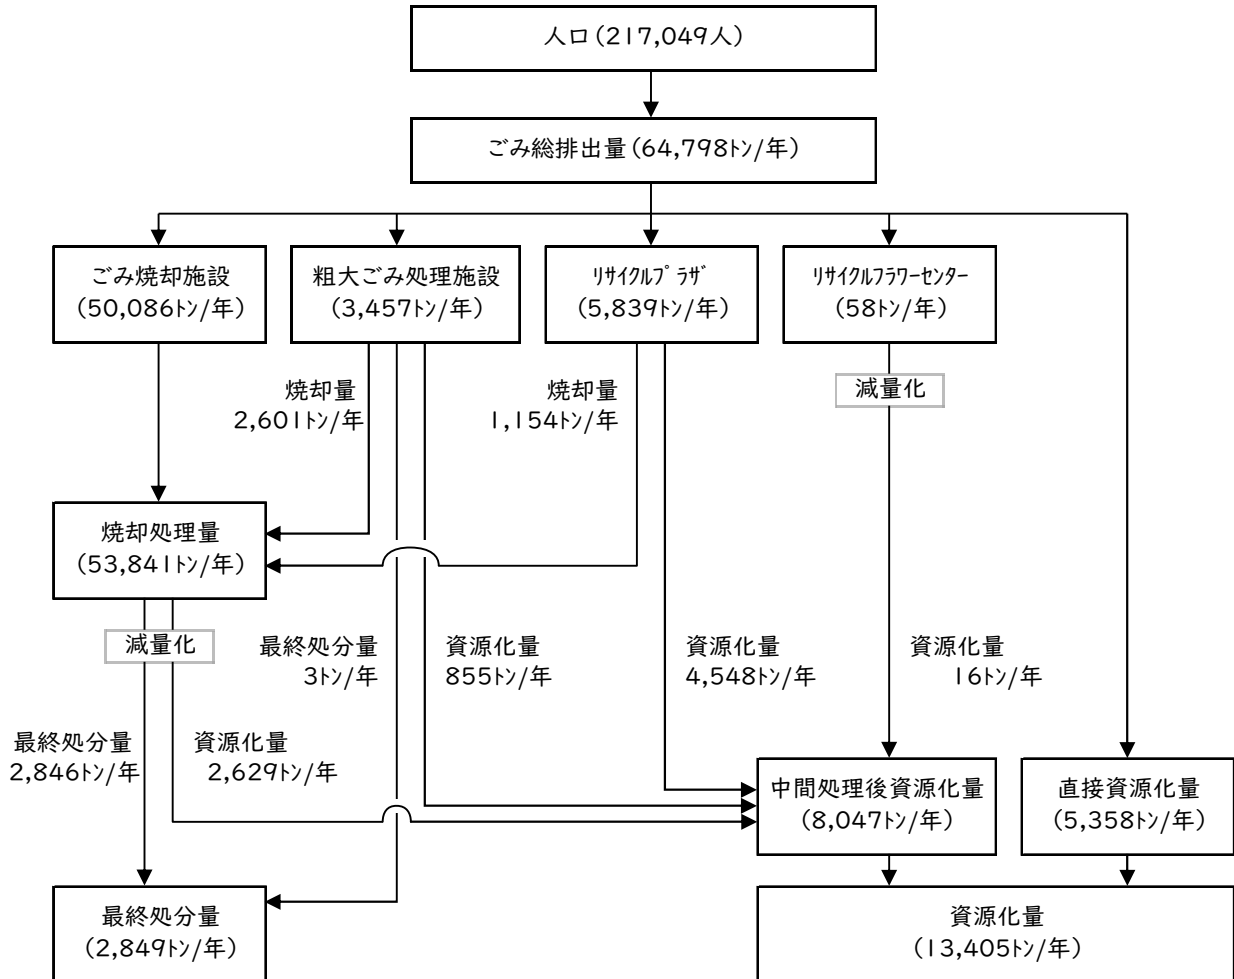 人口(217,049人)
ごみ総排出量(64,798トン/年)
ごみ焼却施設
(50,086トン/年)
粗大ごみ処理施設
(3,457トン/年)
リサイクルプラザ
(5,839トン/年)
リサイクルフラワーセンター
(58トン/年)
焼却量
2,601トン/年
焼却量
1,154トン/年
減量化
焼却処理量
(53,841トン/年)
減量化
最終処分量
3トン/年
資源化量
855トン/年
資源化量
4,548トン/年
資源化量
16トン/年
最終処分量
2,846トン/年
資源化量
2,629トン/年
中間処理後資源化量
(8,047トン/年)
直接資源化量
(5,358トン/年)
最終処分量
(2,849トン/年)
資源化量
(13,405トン/年)